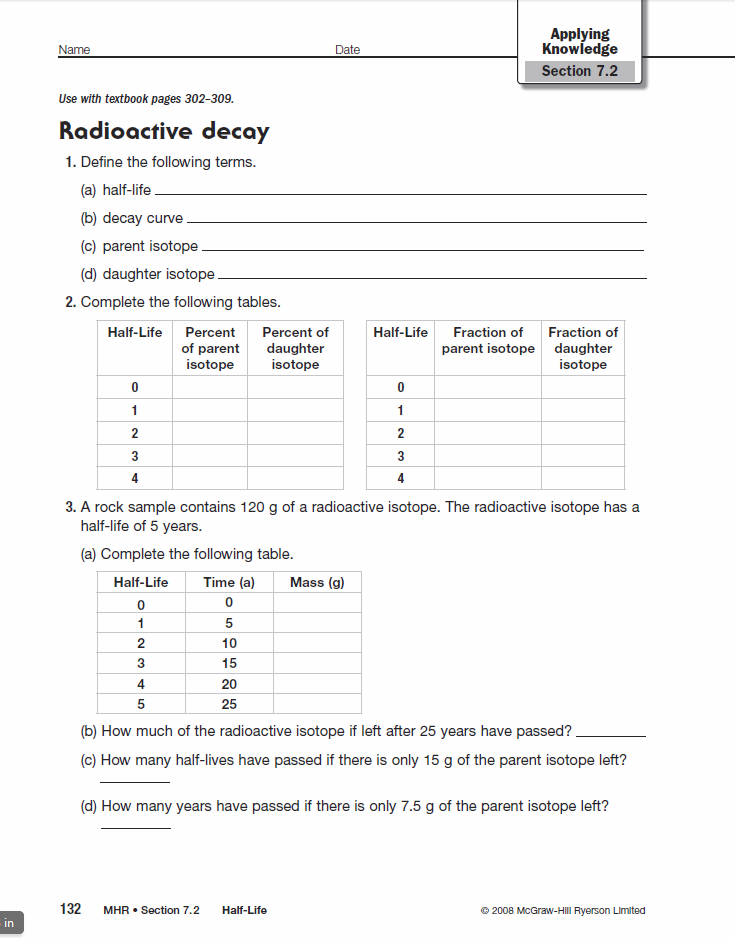 Applying
Knowledge
Name Date
Section 7.2
Use with textbook pages 302–309.
Radioactive decay
1. Define the following terms.
(a) half-life
(b) decay curve
(c) parent isotope
(d) daughter isotope
2. Complete the following tables.
Half-Life Percent of parent isotope Percent of daughter isotope
0
1
2
3
4
Half-Life Fraction of parent isotope Fraction of daughter isotope
0
1
2
3
4
3. A rock sample contains 120 g of a radioactive isotope. The radioactive isotope has a
half-life of 5 years.
(a) Complete the following table.
Half-Life Time (a) Mass (g)
0 0
1 5
2 10
3 15
4 20
5 25
(b) How much of the radioactive isotope if left after 25 years have passed?
(c) How many half-lives have passed if there is only 15 g of the parent isotope left?
(d) How many years have passed if there is only 7.5 g of the parent isotope left?
132 MHR • Section 7.2 Half-Life © 2008 McGraw-Hill Ryerson Limited
in